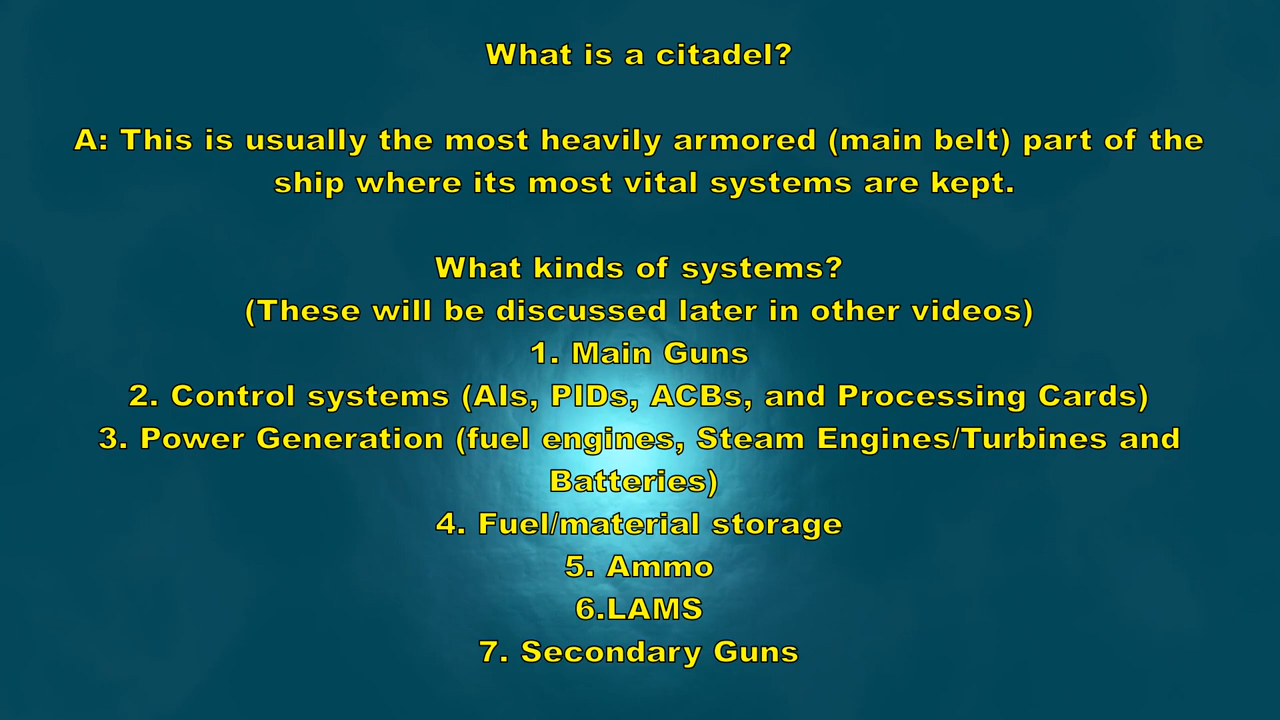 What is a citadel?
A: This is usually the most heavily armored (main belt) part of the
ship where its most vital systems are kept.
What kinds of systems?
(These will be discussed later in other videos)
1. Main Guns
2. Control systems (AIs, PIDs, ACBs, and Processing Cards)
3. Power Generation (fuel engines, Steam Engines/Turbines and
Batteries)
4. Fuel/material storage
5. Ammo
6.LAMS
7. Secondary Guns